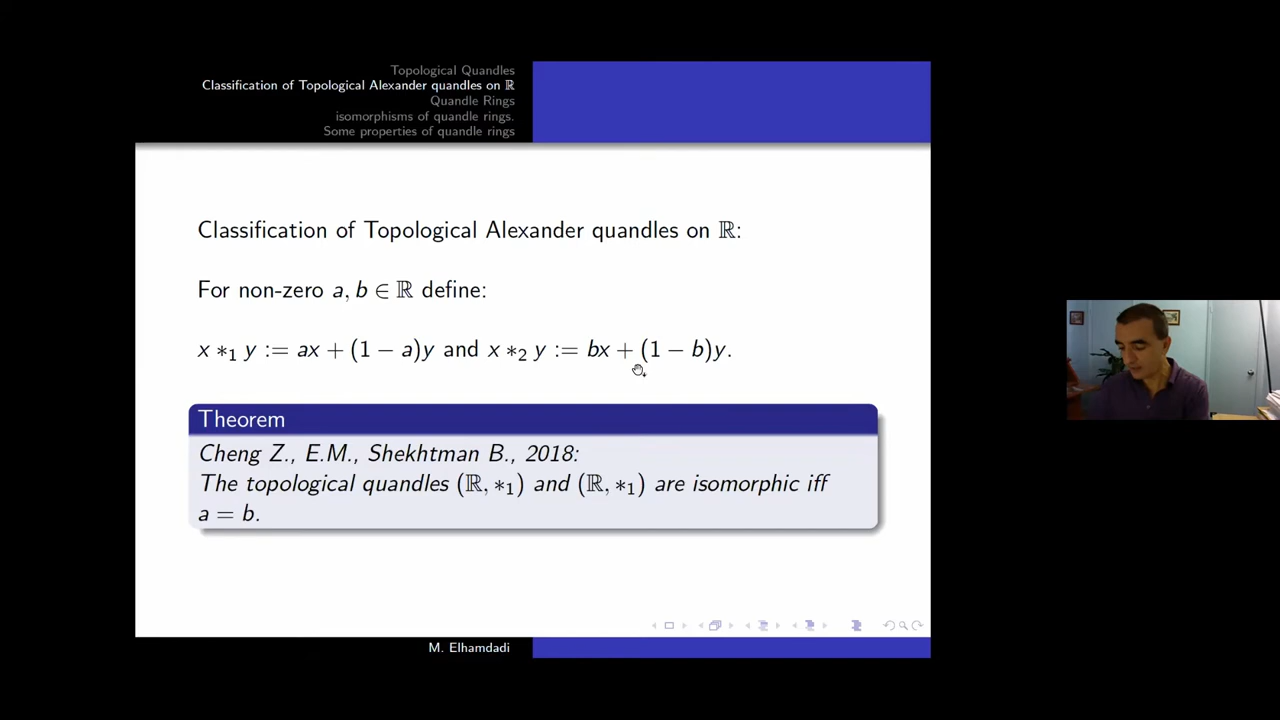 Topological Quandles
Classification of Topological Alexander quandles on ℝ
Quandle Rings
isomorphisms of quandle rings.
Some properties of quandle rings
Classification of Topological Alexander quandles on ℝ:
For non-zero a, b ∈ ℝ define:
x *₁ y := ax + (1 − a)y and x *₂ y := bx + (1 − b)y.
Theorem
Cheng Z., E.M., Shekhtman B., 2018:
The topological quandles (ℝ, *₁) and (ℝ, *₁) are isomorphic iff
a = b.
M. Elhamdadi